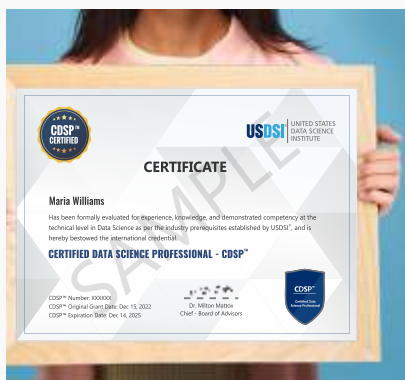 CDSP™
CERTIFIED
USDSI® UNITED STATES
DATA SCIENCE
INSTITUTE
CERTIFICATE
SAMPLE
Maria Williams
Has been formally evaluated for experience, knowledge, and demonstrated competency at the
technical level in Data Science as per the industry prerequisites established by USDSI®, and is
hereby bestowed the international credential.
CERTIFIED DATA SCIENCE PROFESSIONAL - CDSP™
CDSP™ Number: XXXXXX
CDSP™ Original Grant Date: Dec 15, 2022
CDSP™ Expiration Date: Dec 14, 2025
Dr. Milton Mattox
Chief - Board of Advisors
CDSP™
Certified Data
Science Professional